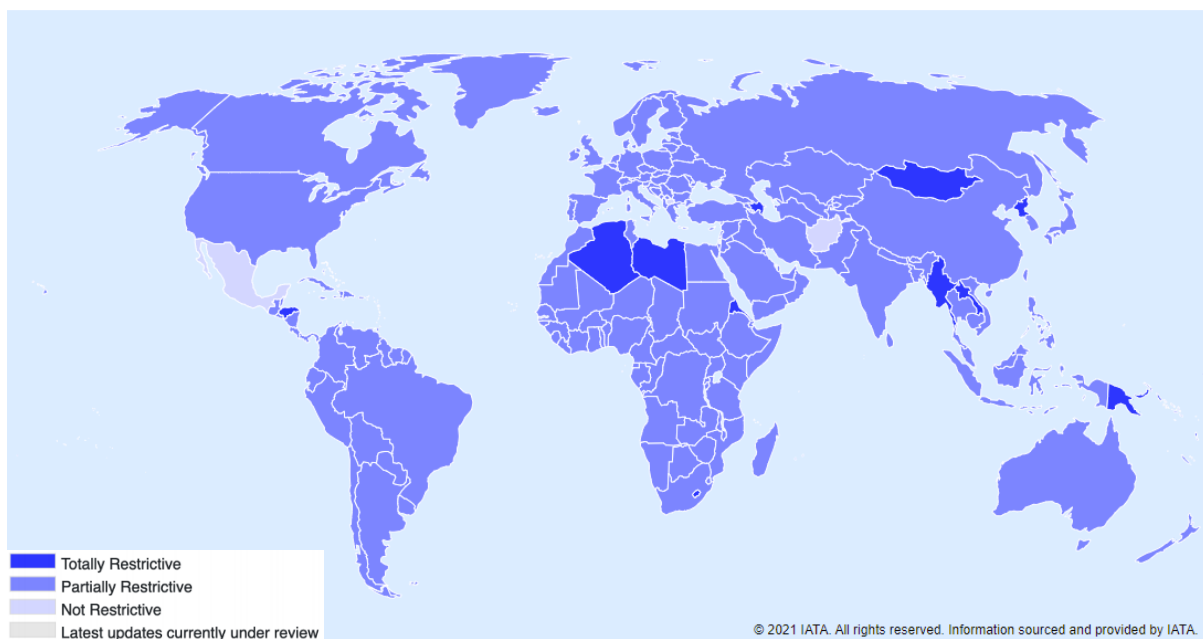 Totally Restrictive
Partially Restrictive
Not Restrictive
Latest updates currently under review
© 2021 IATA. All rights reserved. Information sourced and provided by IATA.